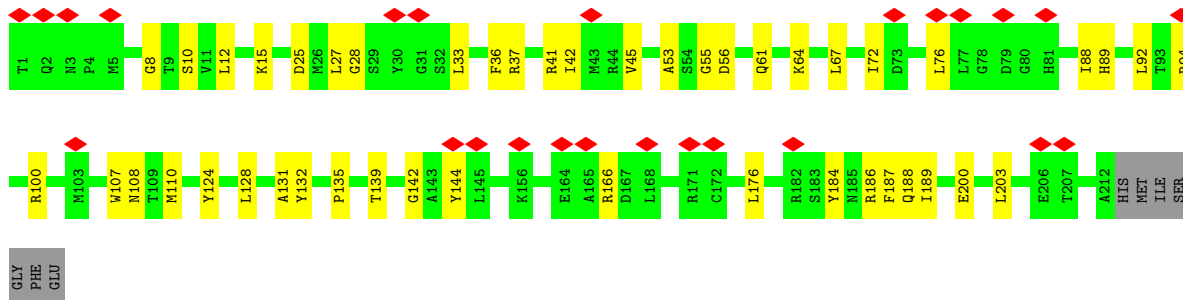 T1 Q2 N3 P4 M5 G8 T9 S10 V11 L12 K15 D25 M26 L27 G28 S29 Y30 G31 S32 L33 F36 R37 R41 I42 M43 R44 V45 A53 S54 G55 D56 Q61 K64 L67 I72 D73 L76 L77 G78 D79 G80 H81 I88 H89 L92 T93
R100 M103 W107 N108 T109 M110 Y124 L128 A131 Y132 P135 T139 G142 A143 Y144 L145 K156 E164 A165 R166 D167 L168 R171 C172 L176 R182 S183 Y184 N185 R186 F187 Q188 I189 E200 L203 E206 T207 A212 HIS MET ILE SER
GLY PHE GLU